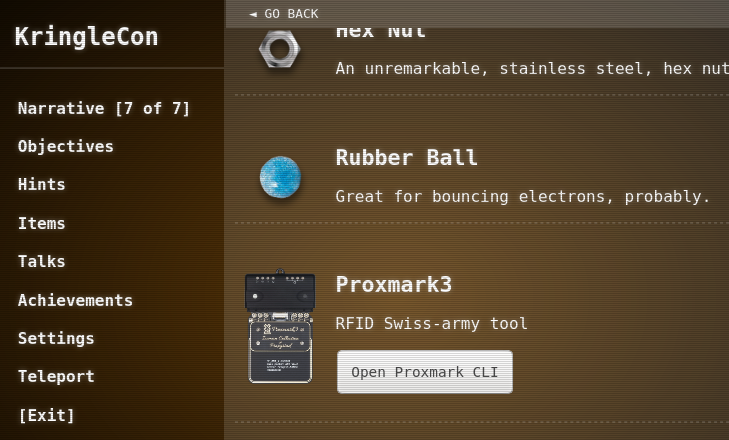 KringleCon
Narrative [7 of 7]
Objectives
Hints
Items
Talks
Achievements
Settings
Teleport
[Exit]
◄ GO BACK
Hex Nut
An unremarkable, stainless steel, hex nut
Rubber Ball
Great for bouncing electrons, probably.
Proxmark3
RFID Swiss-army tool
Open Proxmark CLI